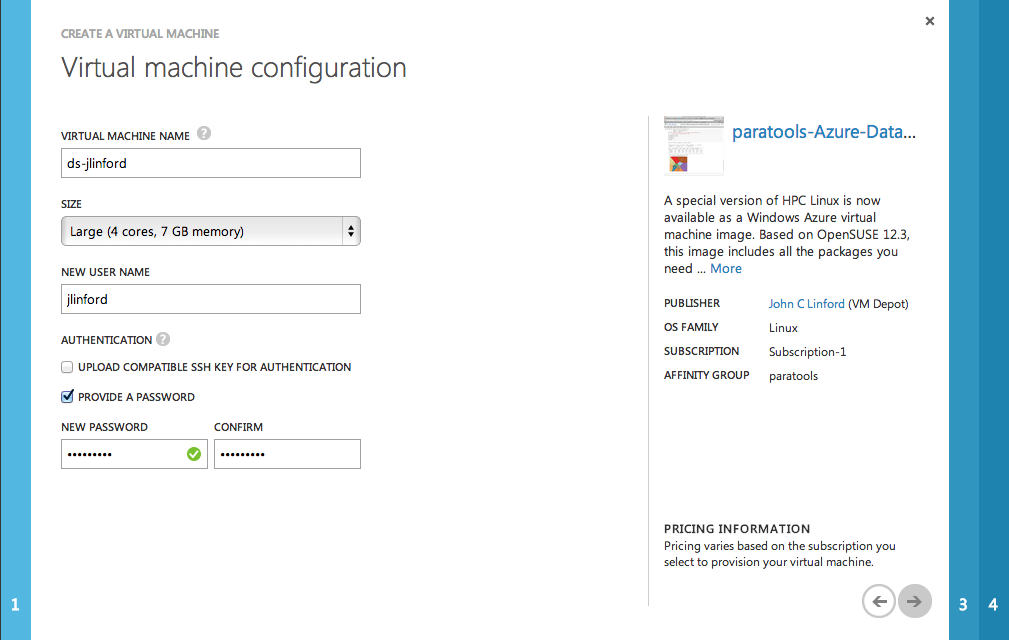 CREATE A VIRTUAL MACHINE
Virtual machine configuration
VIRTUAL MACHINE NAME ?
ds-jlinford
SIZE
Large (4 cores, 7 GB memory)
NEW USER NAME
jlinford
AUTHENTICATION ?
UPLOAD COMPATIBLE SSH KEY FOR AUTHENTICATION
PROVIDE A PASSWORD
NEW PASSWORD CONFIRM
••••••••• •••••••••
paratools-Azure-Data...
A special version of HPC Linux is now
available as a Windows Azure virtual
machine image. Based on OpenSUSE 12.3,
this image includes all the packages you
need ... More
PUBLISHER John C Linford (VM Depot)
OS FAMILY Linux
SUBSCRIPTION Subscription-1
AFFINITY GROUP paratools
PRICING INFORMATION
Pricing varies based on the subscription you
select to provision your virtual machine.
1
3 4